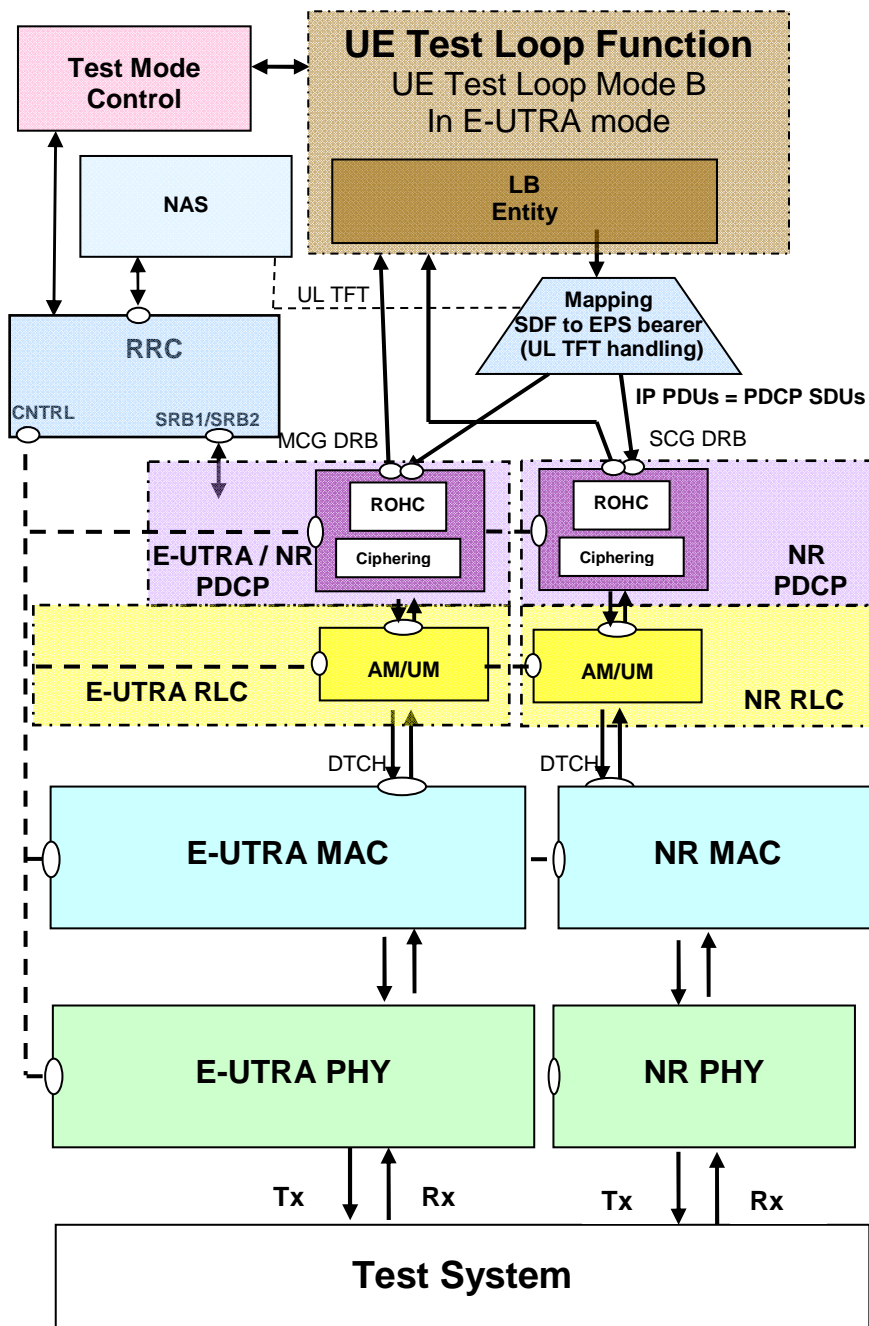 UE Test Loop Function
UE Test Loop Mode B
In E-UTRA mode
Test Mode
Control
LB
Entity
NAS
UL TFT
Mapping
SDF to EPS bearer
(UL TFT handling)
RRC
CNTRL
SRB1/SRB2
IP PDUs = PDCP SDUs
MCG DRB
SCG DRB
ROHC
Ciphering
E-UTRA / NR
PDCP
ROHC
Ciphering
NR
PDCP
AM/UM
E-UTRA RLC
AM/UM
NR RLC
DTCH
DTCH
E-UTRA MAC
NR MAC
E-UTRA PHY
NR PHY
Tx
Rx
Tx
Rx
Test System